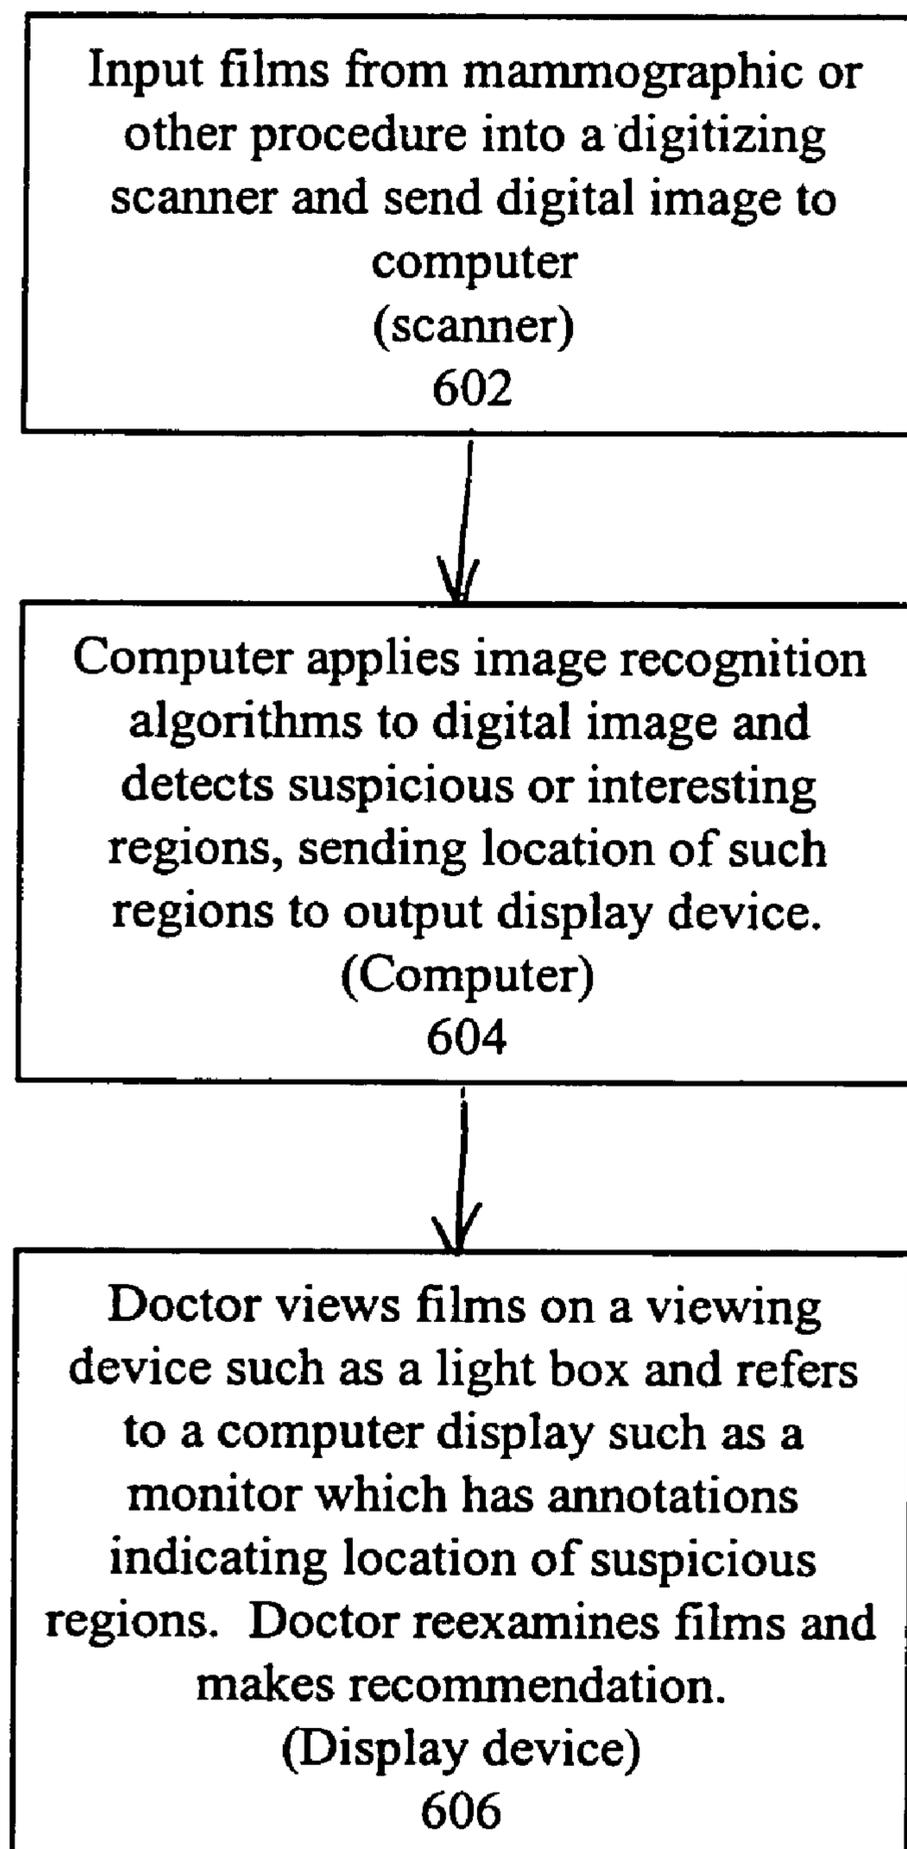 Input films from mammographic or
other procedure into a digitizing
scanner and send digital image to
computer
(scanner)
602
Computer applies image recognition
algorithms to digital image and
detects suspicious or interesting
regions, sending location of such
regions to output display device.
(Computer)
604
Doctor views films on a viewing
device such as a light box and refers
to a computer display such as a
monitor which has annotations
indicating location of suspicious
regions. Doctor reexamines films and
makes recommendation.
(Display device)
606